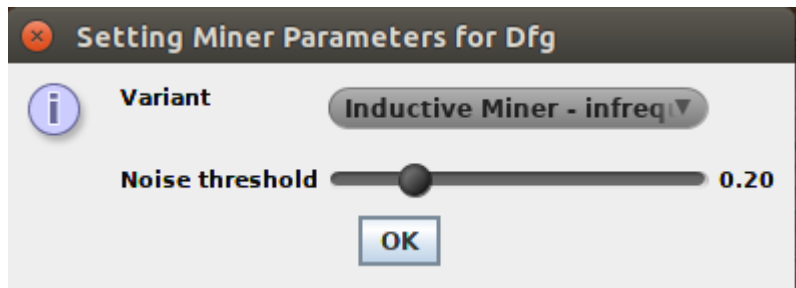 Setting Miner Parameters for Dfg
Variant
Inductive Miner - infreq
Noise threshold
0.20
OK